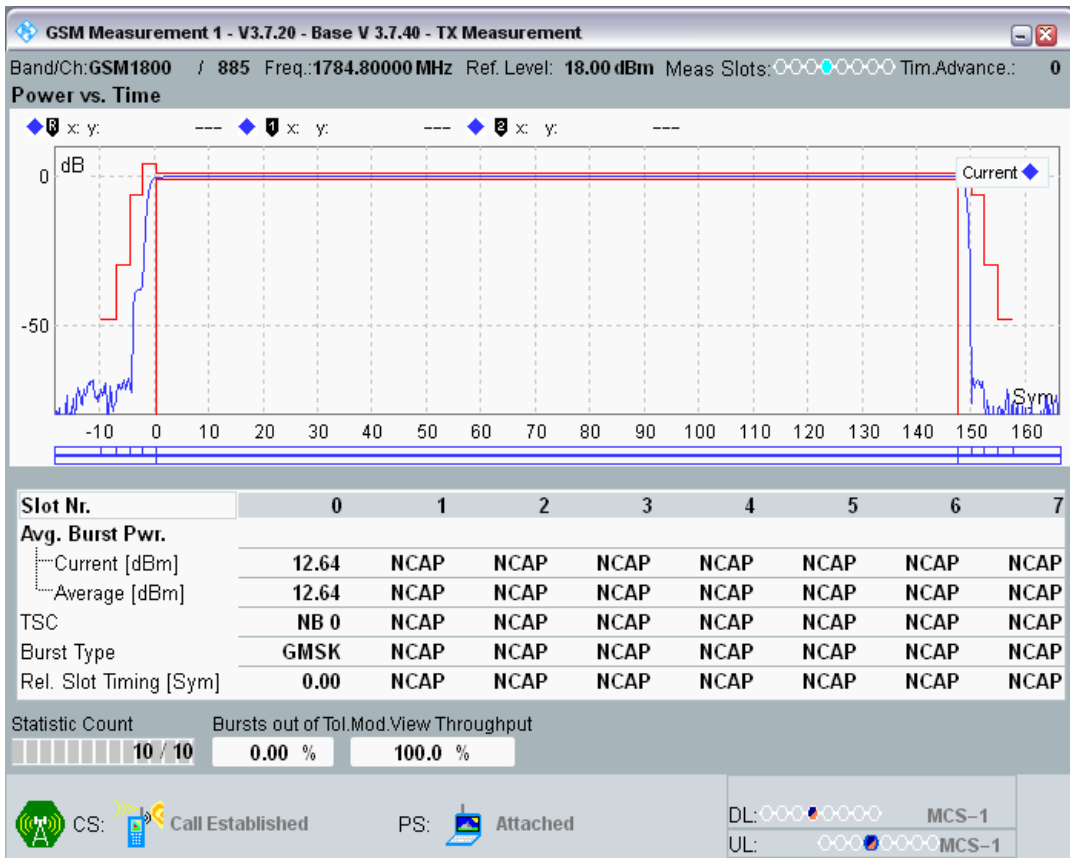 GSM Measurement 1 - V3.7.20 - Base V 3.7.40 - TX Measurement
Band/Ch:GSM1800 / 885 Freq.:1784.80000 MHz Ref. Level: 18.00 dBm Meas Slots: Tim.Advance.: 0
Power vs. Time
R x: y: --- 1 x: y: --- 2 x: y: ---
dB
Current
0
-50
Sym
-10 0 10 20 30 40 50 60 70 80 90 100 110 120 130 140 150 160
Slot Nr. 0 1 2 3 4 5 6 7
Avg. Burst Pwr.
Current [dBm] 12.64 NCAP NCAP NCAP NCAP NCAP NCAP NCAP
Average [dBm] 12.64 NCAP NCAP NCAP NCAP NCAP NCAP NCAP
TSC NB 0 NCAP NCAP NCAP NCAP NCAP NCAP NCAP
Burst Type GMSK NCAP NCAP NCAP NCAP NCAP NCAP NCAP
Rel. Slot Timing [Sym] 0.00 NCAP NCAP NCAP NCAP NCAP NCAP NCAP
Statistic Count Bursts out of Tol.Mod.View Throughput
10 / 10 0.00 % 100.0 %
CS: Call Established PS: Attached
DL: MCS-1
UL: MCS-1